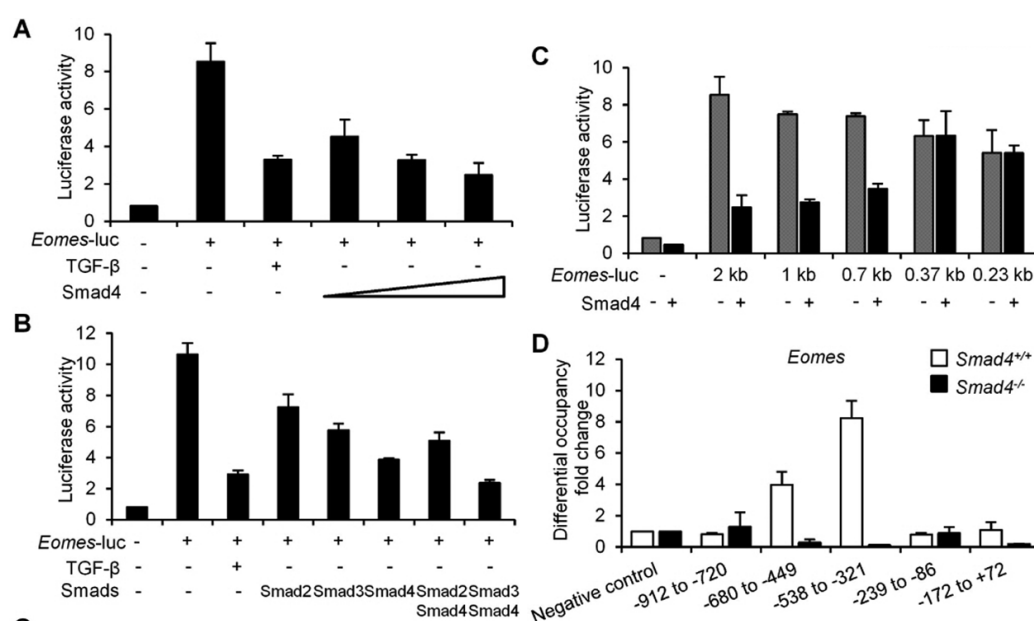 A
Luciferase activity
10
8
6
4
2
0
Eomes-luc - + + + + +
TGF-β - - + - - -
Smad4 - - -
B
Luciferase activity
12
10
8
6
4
2
0
Eomes-luc - + + + + + + +
TGF-β - - + - - - - -
Smads - - - Smad2 Smad3 Smad4 Smad2 Smad3
Smad4 Smad4
C
Luciferase activity
10
8
6
4
2
0
Eomes-luc - 2 kb 1 kb 0.7 kb 0.37 kb 0.23 kb
Smad4 - + - + - + - + - + - +
D
Eomes
Smad4+/+
Smad4-/-
Differential occupancy
fold change
12
10
8
6
4
2
0
Negative control
-912 to -720
-680 to -449
-538 to -321
-239 to -86
-172 to +72